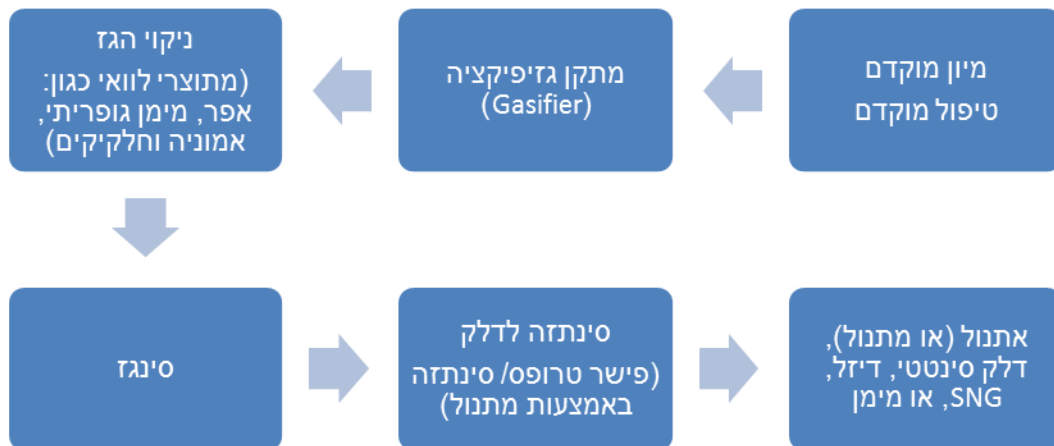 מיון מוקדם
טיפול מוקדם
מתקן גזיפיקציה
(Gasifier)
ניקוי הגז
(מתוצרי לוואי כגון:
אפר, מימן גופריתי,
אמוניה וחלקיקים)
סינגז
סינתזה לדלק
(פישר טרופס/ סינתזה
באמצעות מתנול)
אתנול (או מתנול),
דלק סינטטי, דיזל,
SNG, או מימן